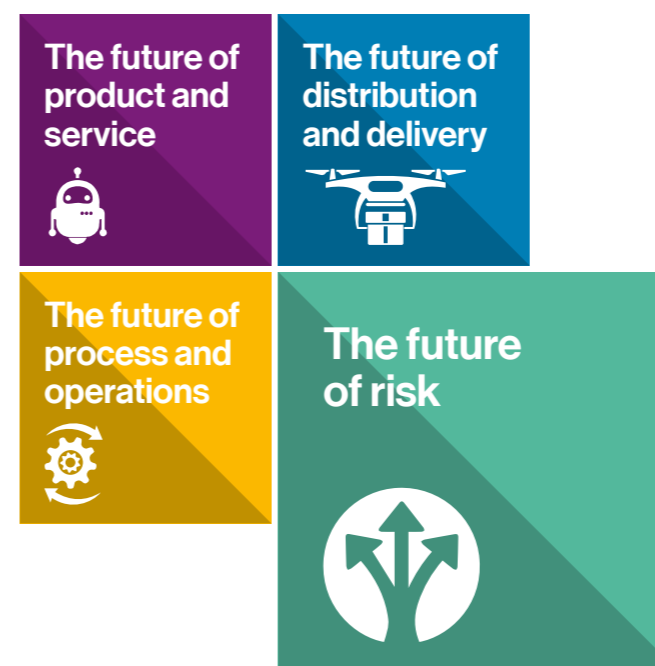 The future of
product and
service
The future of
distribution
and delivery
The future of
process and
operations
The future
of risk